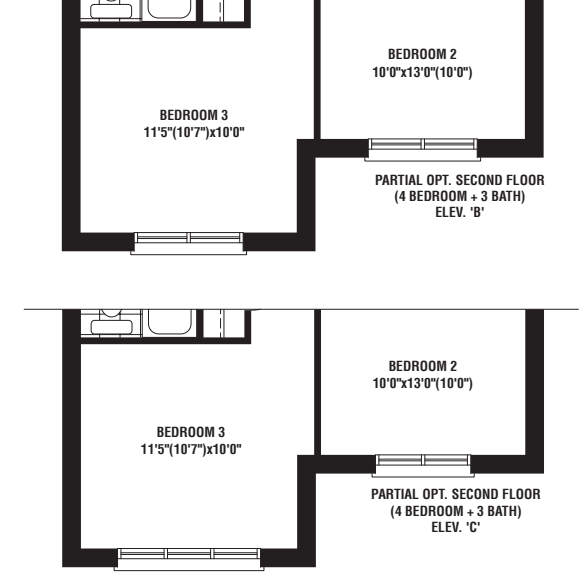 BEDROOM 2
10'0"x13'0"(10'0")
BEDROOM 3
11'5"(10'7")x10'0"
PARTIAL OPT. SECOND FLOOR
(4 BEDROOM + 3 BATH)
ELEV. 'B'
BEDROOM 2
10'0"x13'0"(10'0")
BEDROOM 3
11'5"(10'7")x10'0"
PARTIAL OPT. SECOND FLOOR
(4 BEDROOM + 3 BATH)
ELEV. 'C'